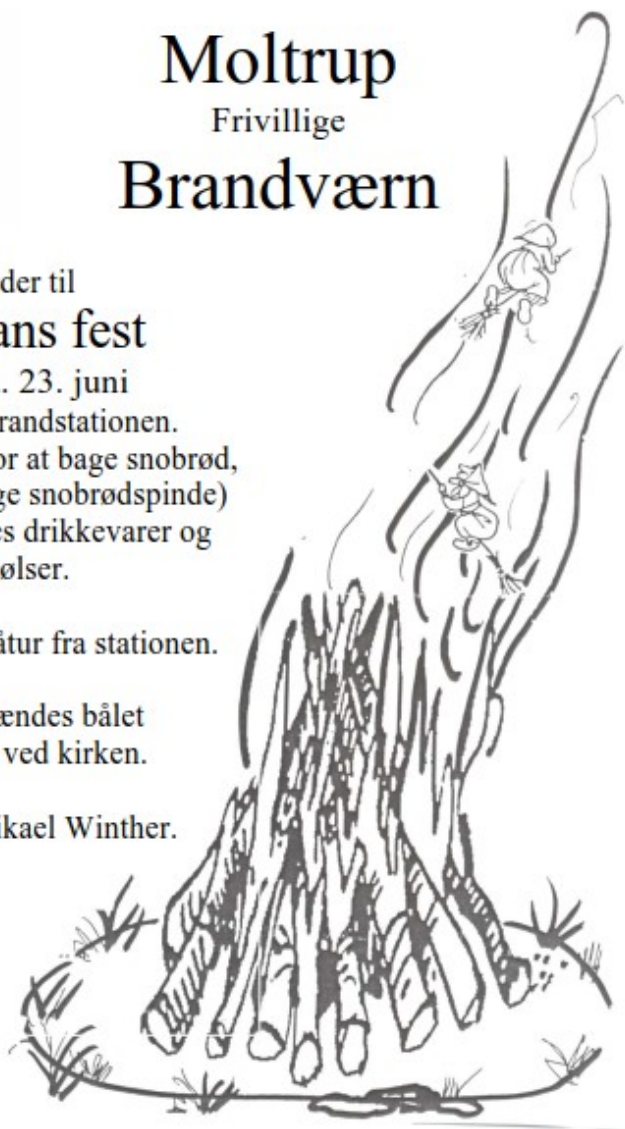 Moltrup
Frivillige
Brandværn
der til
ans fest
. 23. juni
randstationen.
or at bage snobrød,
ge snobrødspinde)
es drikkevarer og
ølser.
åtur fra stationen.
ændes bålet
ved kirken.
ikael Winther.